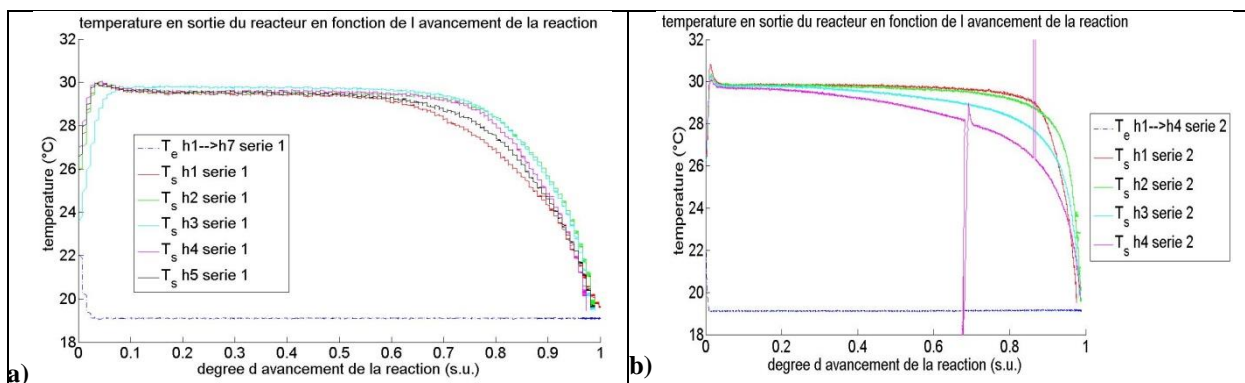 temperature en sortie du reacteur en fonction de l avancement de la reaction
32
30
28
26
24
22
20
18
temperature (°C)
T_e h1-->h7 serie 1
T_s h1 serie 1
T_s h2 serie 1
T_s h3 serie 1
T_s h4 serie 1
T_s h5 serie 1
0 0.1 0.2 0.3 0.4 0.5 0.6 0.7 0.8 0.9 1
degree d avancement de la reaction (s.u.)
a)
temperature en sortie du reacteur en fonction de l avancement de la reaction
32
30
28
26
24
22
20
18
temperature (°C)
T_e h1-->h4 serie 2
T_s h1 serie 2
T_s h2 serie 2
T_s h3 serie 2
T_s h4 serie 2
0 0.2 0.4 0.6 0.8 1
degree d avancement de la reaction (s.u.)
b)